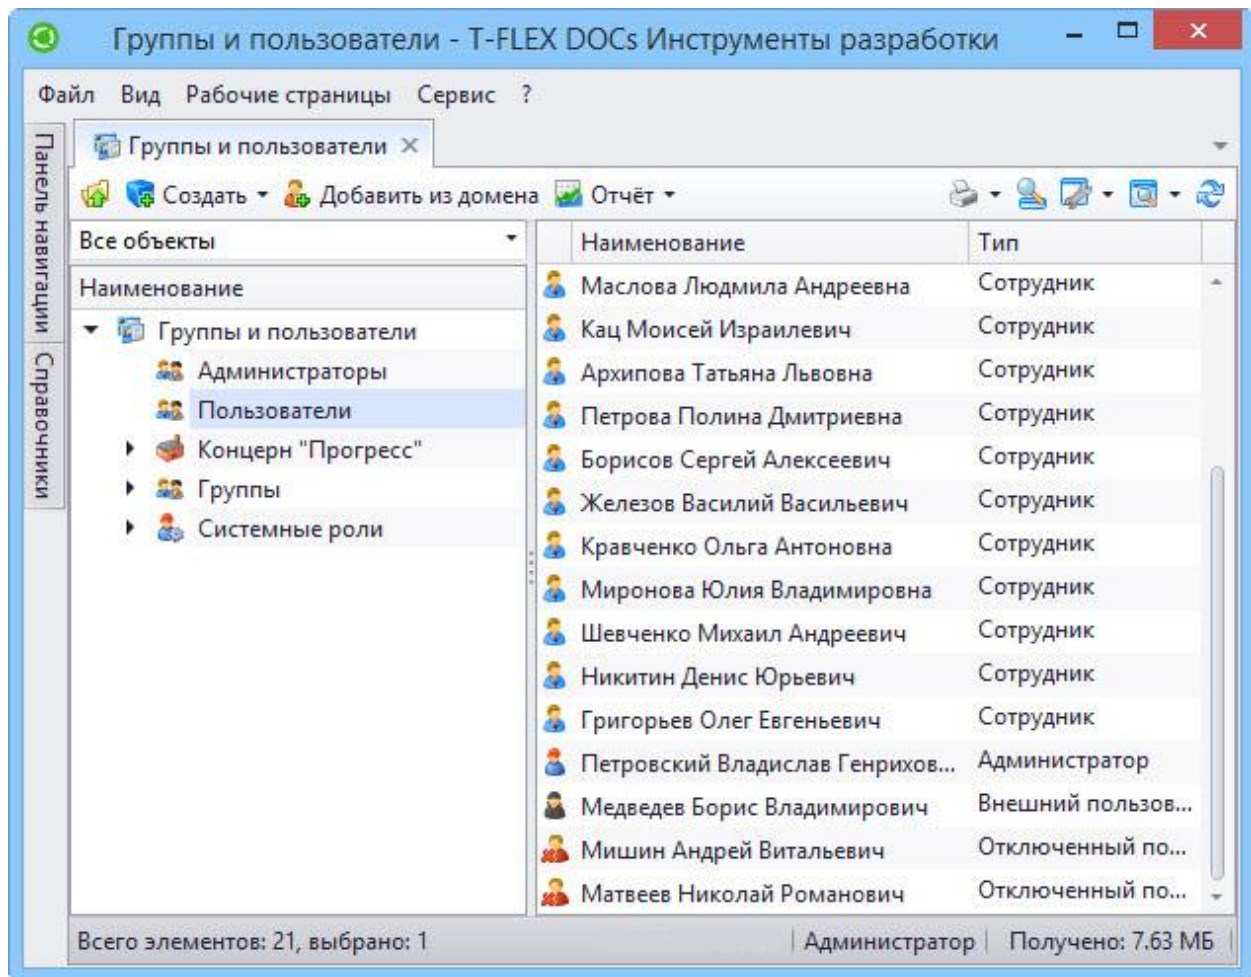 Группы и пользователи - T-FLEX DOCs Инструменты разработки
Файл Вид Рабочие страницы Сервис ?
Панель навигации
Справочники
Группы и пользователи
Создать Добавить из домена Отчёт
Все объекты
Наименование
Группы и пользователи
Администраторы
Пользователи
Концерн "Прогресс"
Группы
Системные роли
Наименование Тип
Маслова Людмила Андреевна Сотрудник
Кац Моисей Израилевич Сотрудник
Архипова Татьяна Львовна Сотрудник
Петрова Полина Дмитриевна Сотрудник
Борисов Сергей Алексеевич Сотрудник
Железов Василий Васильевич Сотрудник
Кравченко Ольга Антоновна Сотрудник
Миронова Юлия Владимировна Сотрудник
Шевченко Михаил Андреевич Сотрудник
Никитин Денис Юрьевич Сотрудник
Григорьев Олег Евгеньевич Сотрудник
Петровский Владислав Генрихов... Администратор
Медведев Борис Владимирович Внешний пользов...
Мишин Андрей Витальевич Отключенный по...
Матвеев Николай Романович Отключенный по...
Всего элементов: 21, выбрано: 1 Администратор Получено: 7.63 МБ